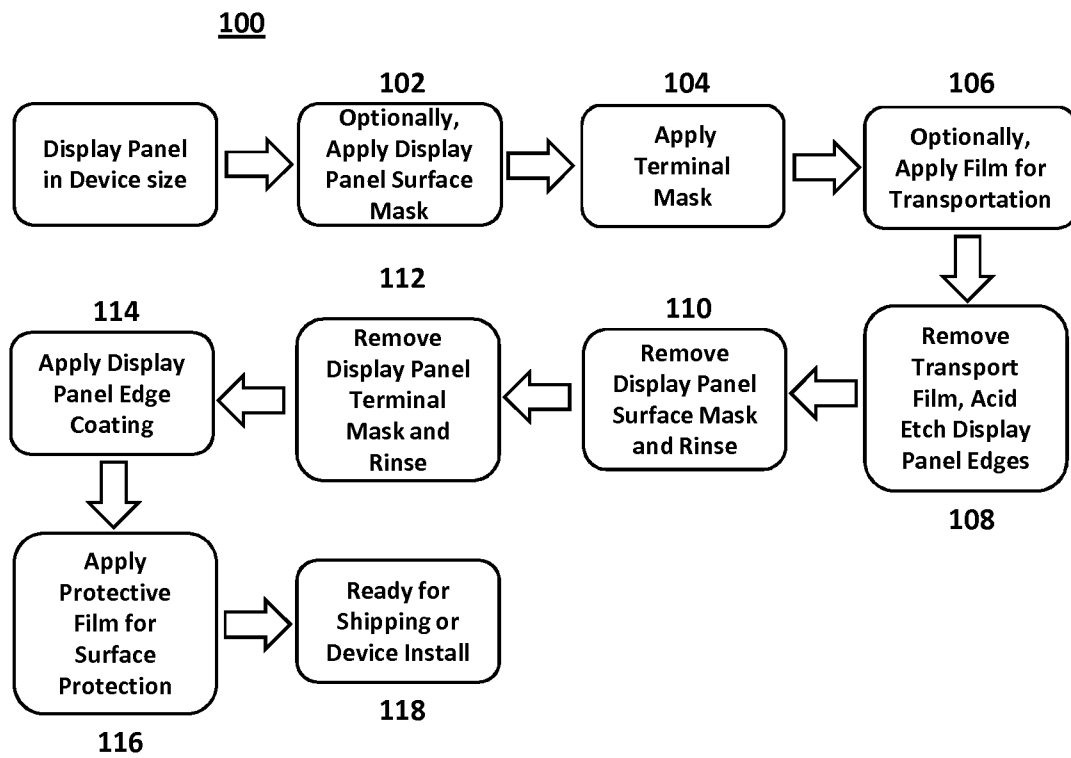 100
Display Panel
in Device size
102
Optionally,
Apply Display
Panel Surface
Mask
104
Apply
Terminal
Mask
106
Optionally,
Apply Film for
Transportation
Remove
Transport
Film, Acid
Etch Display
Panel Edges
108
110
Remove
Display Panel
Surface Mask
and Rinse
112
Remove
Display Panel
Terminal
Mask and
Rinse
114
Apply Display
Panel Edge
Coating
Apply
Protective
Film for
Surface
Protection
116
Ready for
Shipping or
Device Install
118